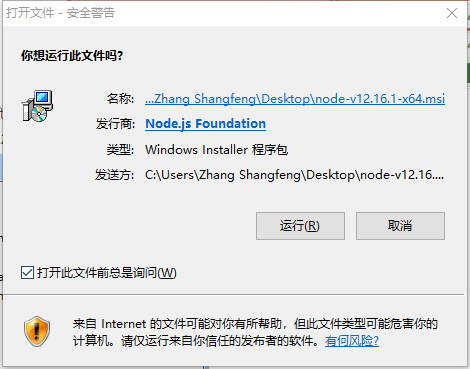 打开文件 - 安全警告
你想运行此文件吗?
名称: ...Zhang Shangfeng\Desktop\node-v12.16.1-x64.msi
发行商: Node.js Foundation
类型: Windows Installer 程序包
发送方: C:\Users\Zhang Shangfeng\Desktop\node-v12.16....
运行(R) 取消
打开此文件前总是询问(W)
来自 Internet 的文件可能对你有所帮助，但此文件类型可能危害你的
计算机。请仅运行来自你信任的发布者的软件。有何风险?